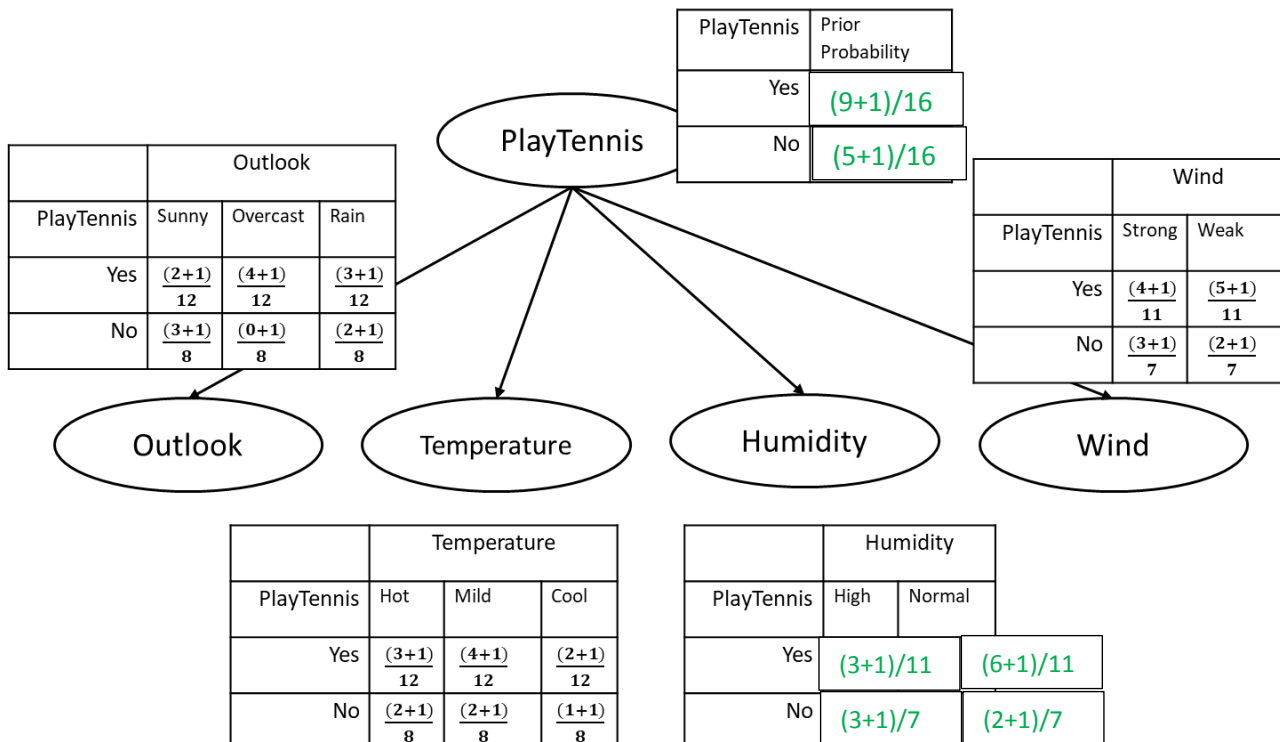 PlayTennis Prior
Probability
Yes (9+1)/16
No (5+1)/16
PlayTennis
Outlook
PlayTennis Sunny Overcast Rain
Yes (2+1)/12 (4+1)/12 (3+1)/12
No (3+1)/8 (0+1)/8 (2+1)/8
Wind
PlayTennis Strong Weak
Yes (4+1)/11 (5+1)/11
No (3+1)/7 (2+1)/7
Outlook
Temperature
Humidity
Wind
Temperature
PlayTennis Hot Mild Cool
Yes (3+1)/12 (4+1)/12 (2+1)/12
No (2+1)/8 (2+1)/8 (1+1)/8
Humidity
PlayTennis High Normal
Yes (3+1)/11 (6+1)/11
No (3+1)/7 (2+1)/7